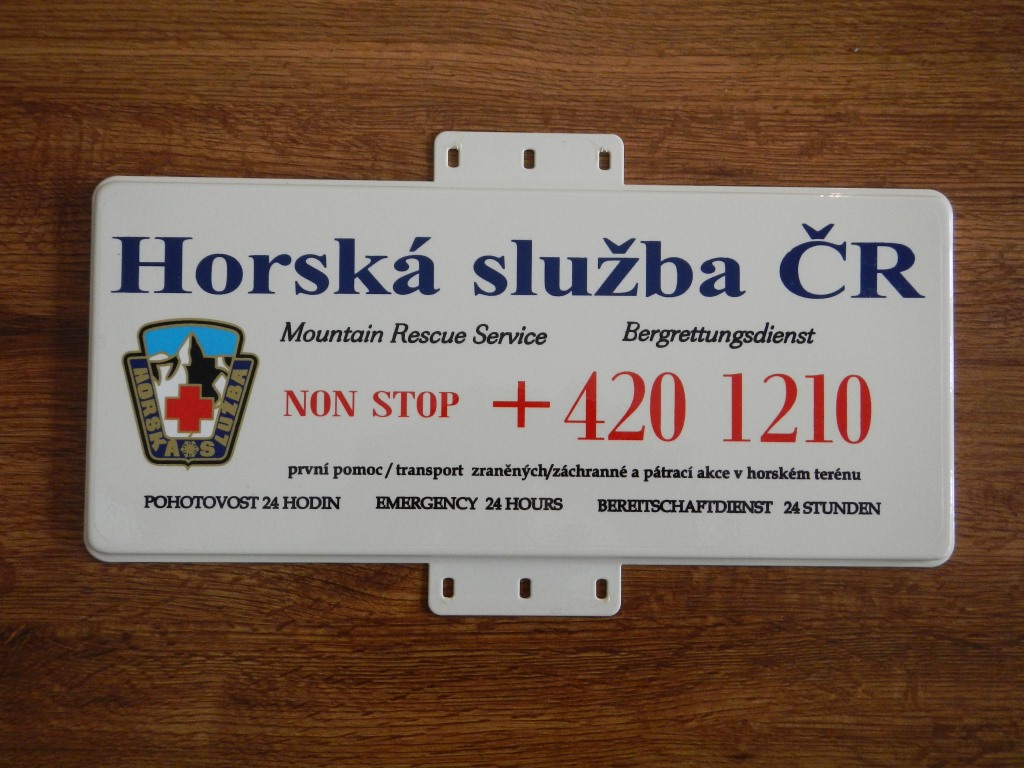 Horská služba ČR
Mountain Rescue Service Bergrettungsdienst
HORSKÁ SLUŽBA
NON STOP +420 1210
první pomoc/transport zraněných/záchranné a pátrací akce v horském terénu
POHOTOVOST 24 HODIN EMERGENCY 24 HOURS BEREITSCHAFTDIENST 24 STUNDEN